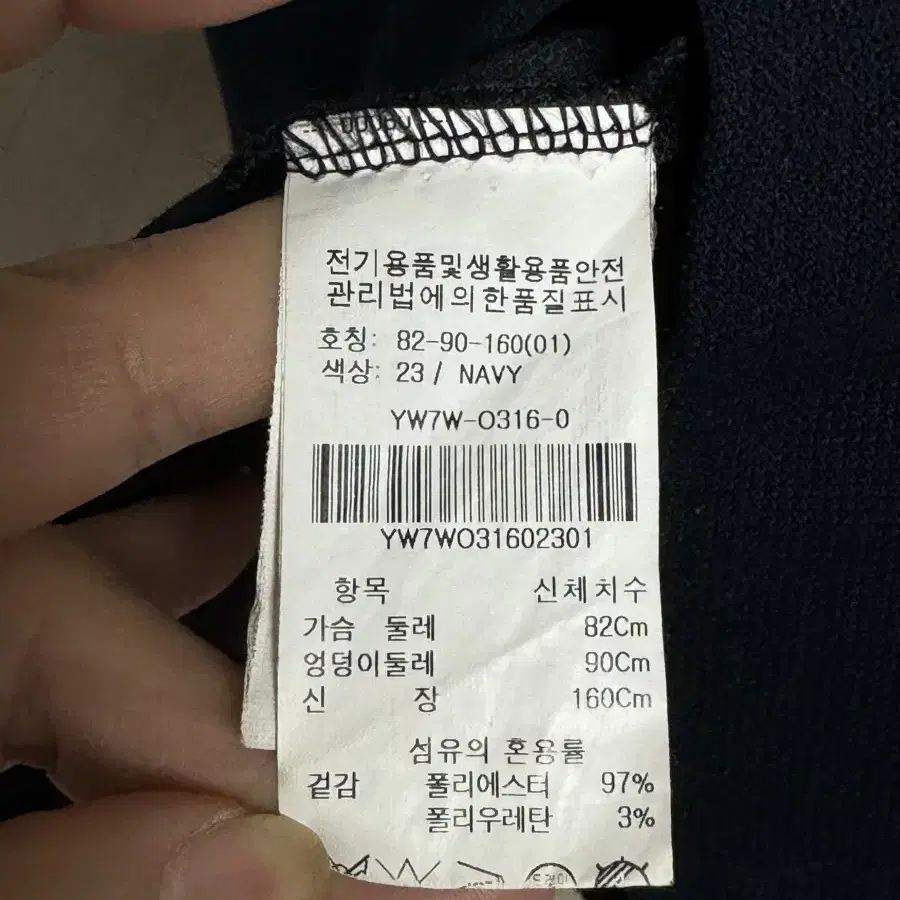 전기용품및생활용품안전
관리법에의한품질표시
호칭: 82-90-160(01)
색상: 23 / NAVY
YW7W-O316-0
YW7WO31602301
항목 신체치수
가슴 둘레 82Cm
엉덩이둘레 90Cm
신 장 160Cm
섬유의 혼용률
겉감 폴리에스터 97%
폴리우레탄 3%